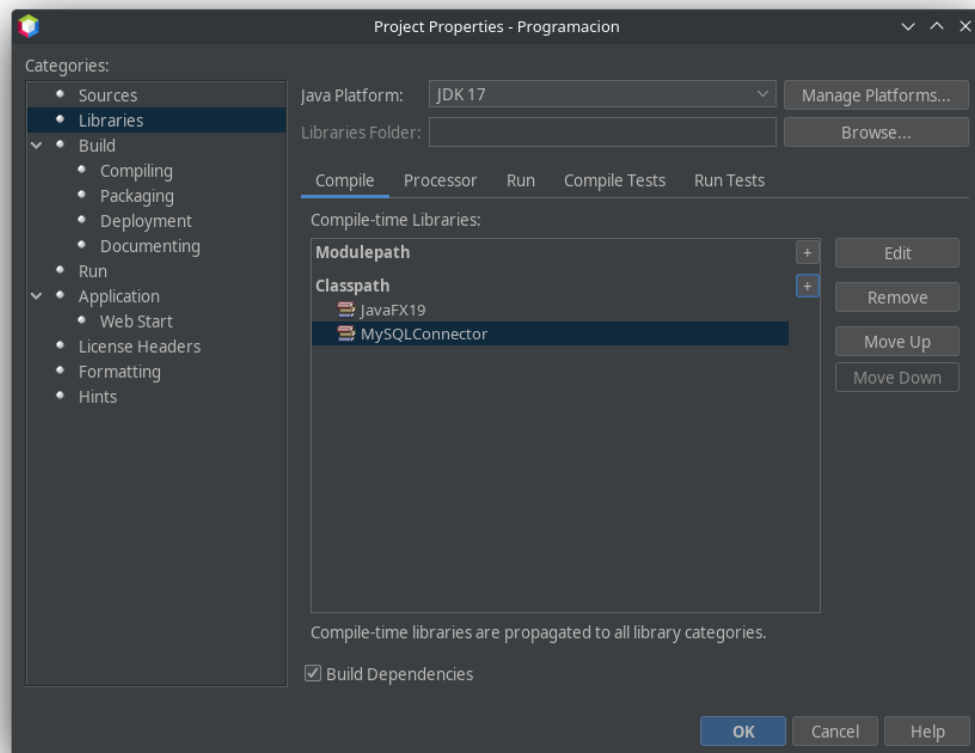 Project Properties - Programacion
Categories:
Sources
Libraries
Build
Compiling
Packaging
Deployment
Documenting
Run
Application
Web Start
License Headers
Formatting
Hints
Java Platform: JDK 17 Manage Platforms...
Libraries Folder: Browse...
Compile Processor Run Compile Tests Run Tests
Compile-time Libraries:
Modulepath +
Classpath +
JavaFX19
MySQLConnector
Edit
Remove
Move Up
Move Down
Compile-time libraries are propagated to all library categories.
Build Dependencies
OK Cancel Help